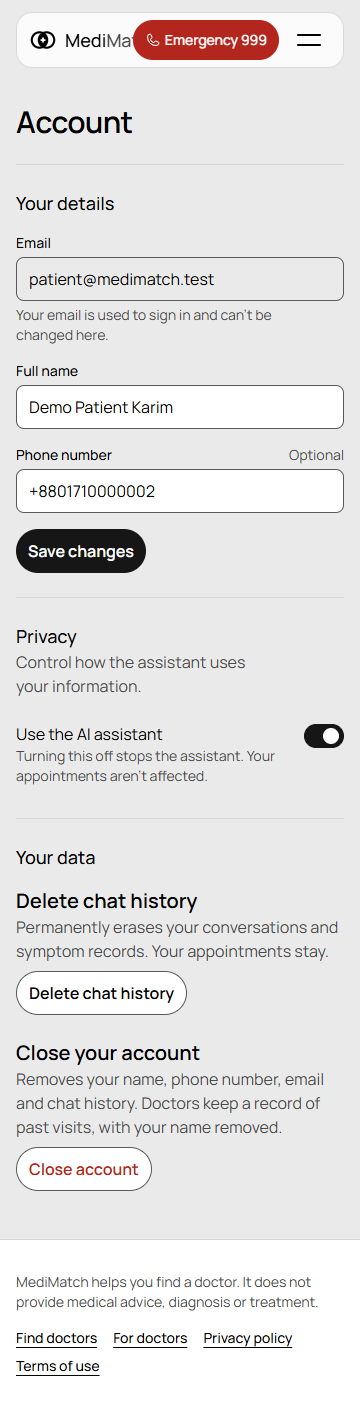 MediMat
Emergency 999
Account
Your details
Email
patient@medimatch.test
Your email is used to sign in and can't be
changed here.
Full name
Demo Patient Karim
Phone number
Optional
+8801710000002
Save changes
Privacy
Control how the assistant uses
your information.
Use the AI assistant
Turning this off stops the assistant. Your
appointments aren't affected.
Your data
Delete chat history
Permanently erases your conversations and
symptom records. Your appointments stay.
Delete chat history
Close your account
Removes your name, phone number, email
and chat history. Doctors keep a record of
past visits, with your name removed.
Close account
MediMatch helps you find a doctor. It does not
provide medical advice, diagnosis or treatment.
Find doctors For doctors Privacy policy
Terms of use